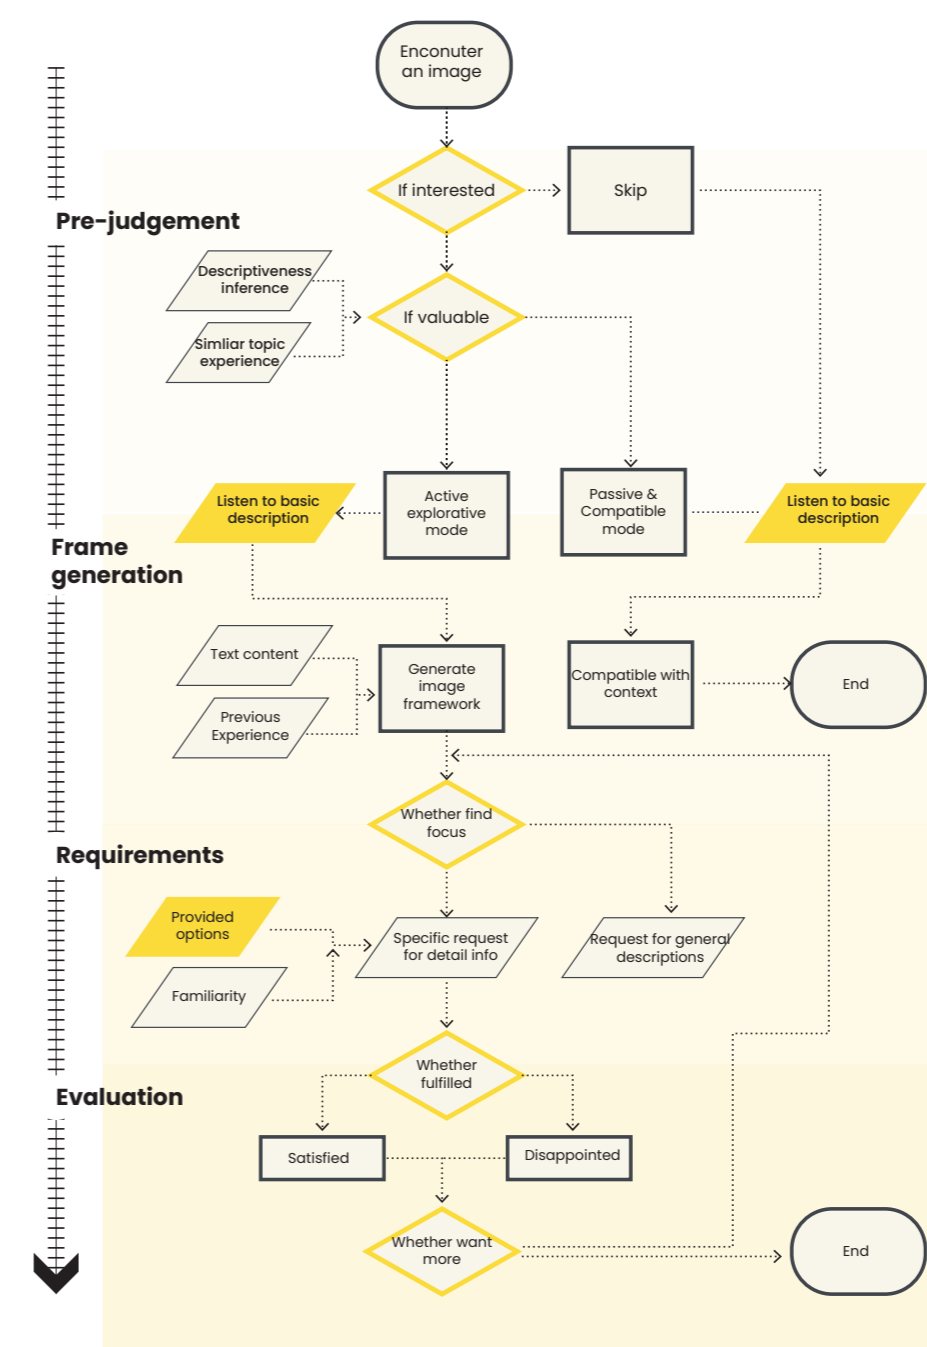 Enconuter
an image
If interested
Skip
Pre-judgement
Descriptiveness
inference
If valuable
Simliar topic
experience
Listen to basic
description
Active
explorative
mode
Passive &
Compatible
mode
Listen to basic
description
Frame
generation
Text content
Generate
image
framework
Compatible with
context
End
Previous
Experience
Whether find
focus
Requirements
Provided
options
Specific request
for detail info
Request for general
descriptions
Familiarity
Whether
fulfilled
Evaluation
Satisfied
Disappointed
Whether want
more
End